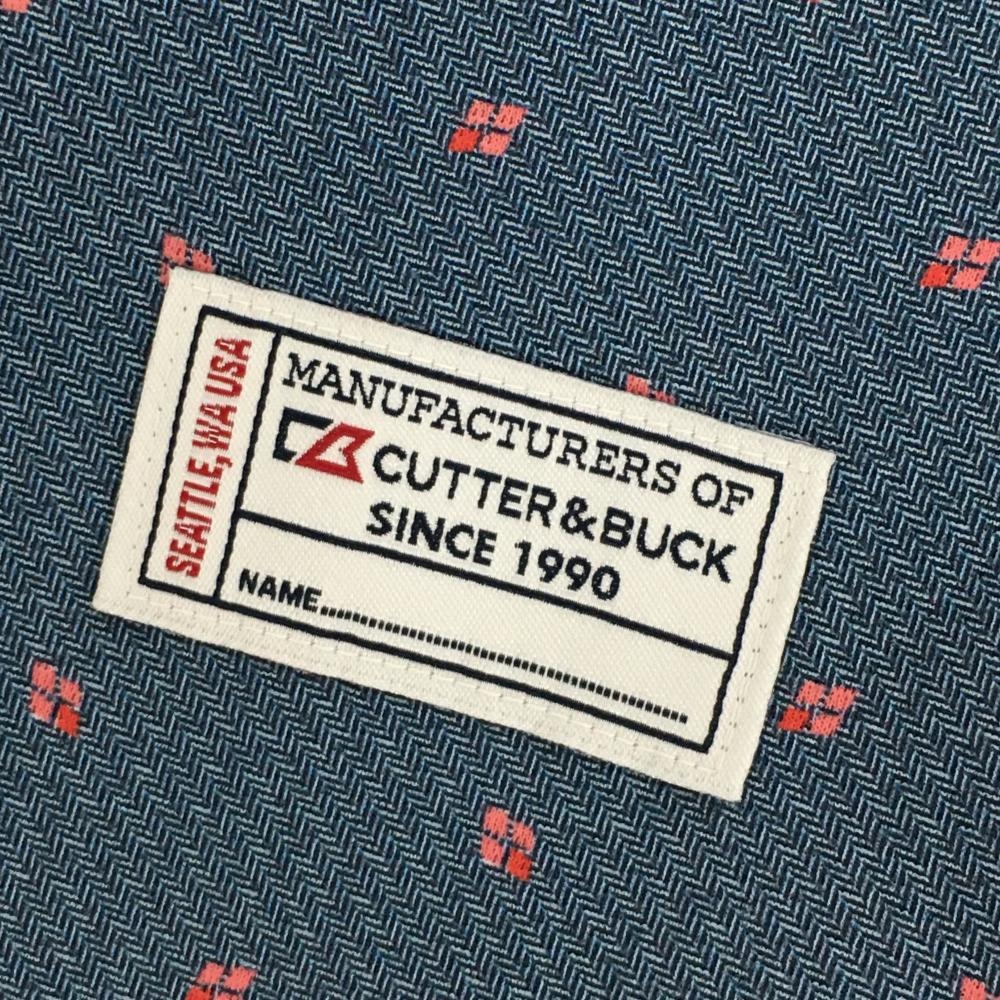 SEATTLE, WA USA
MANUFACTURERS OF
CUTTER&BUCK
SINCE 1990
NAME